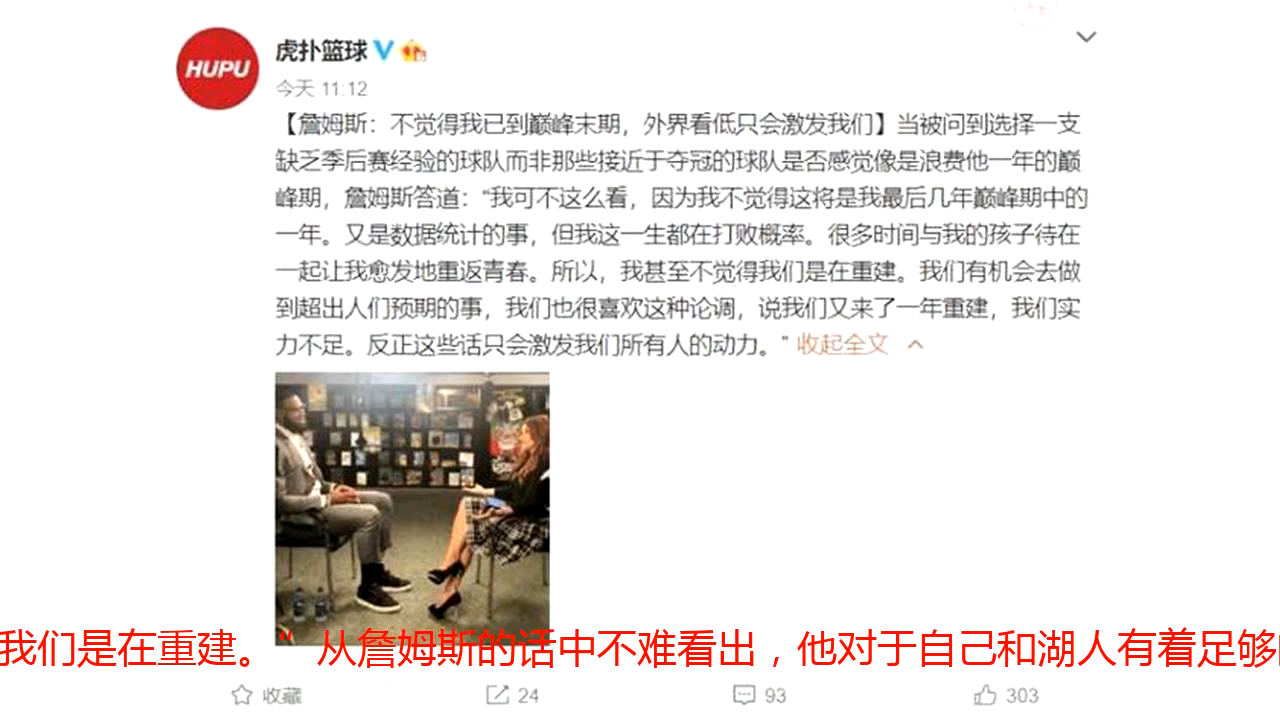 HUPU
虎扑篮球
今天 11:12
【詹姆斯：不觉得我已到巅峰末期，外界看低只会激发我们】当被问到选择一支
缺乏季后赛经验的球队而非那些接近于夺冠的球队是否感觉像是浪费他一年的巅
峰期，詹姆斯答道："我可不这么看，因为我不觉得这将是我最后几年巅峰期中的
一年。又是数据统计的事，但我这一生都在打败概率。很多时间与我的孩子待在
一起让我愈发地重返青春。所以，我甚至不觉得我们是在重建。我们有机会去做
到超出人们预期的事，我们也很喜欢这种论调，说我们又来了一年重建，我们实
力不足。反正这些话只会激发我们所有人的动力。" 收起全文
我们是在重建。“ 从詹姆斯的话中不难看出，他对于自己和湖人有着足够
收藏 24 93 303